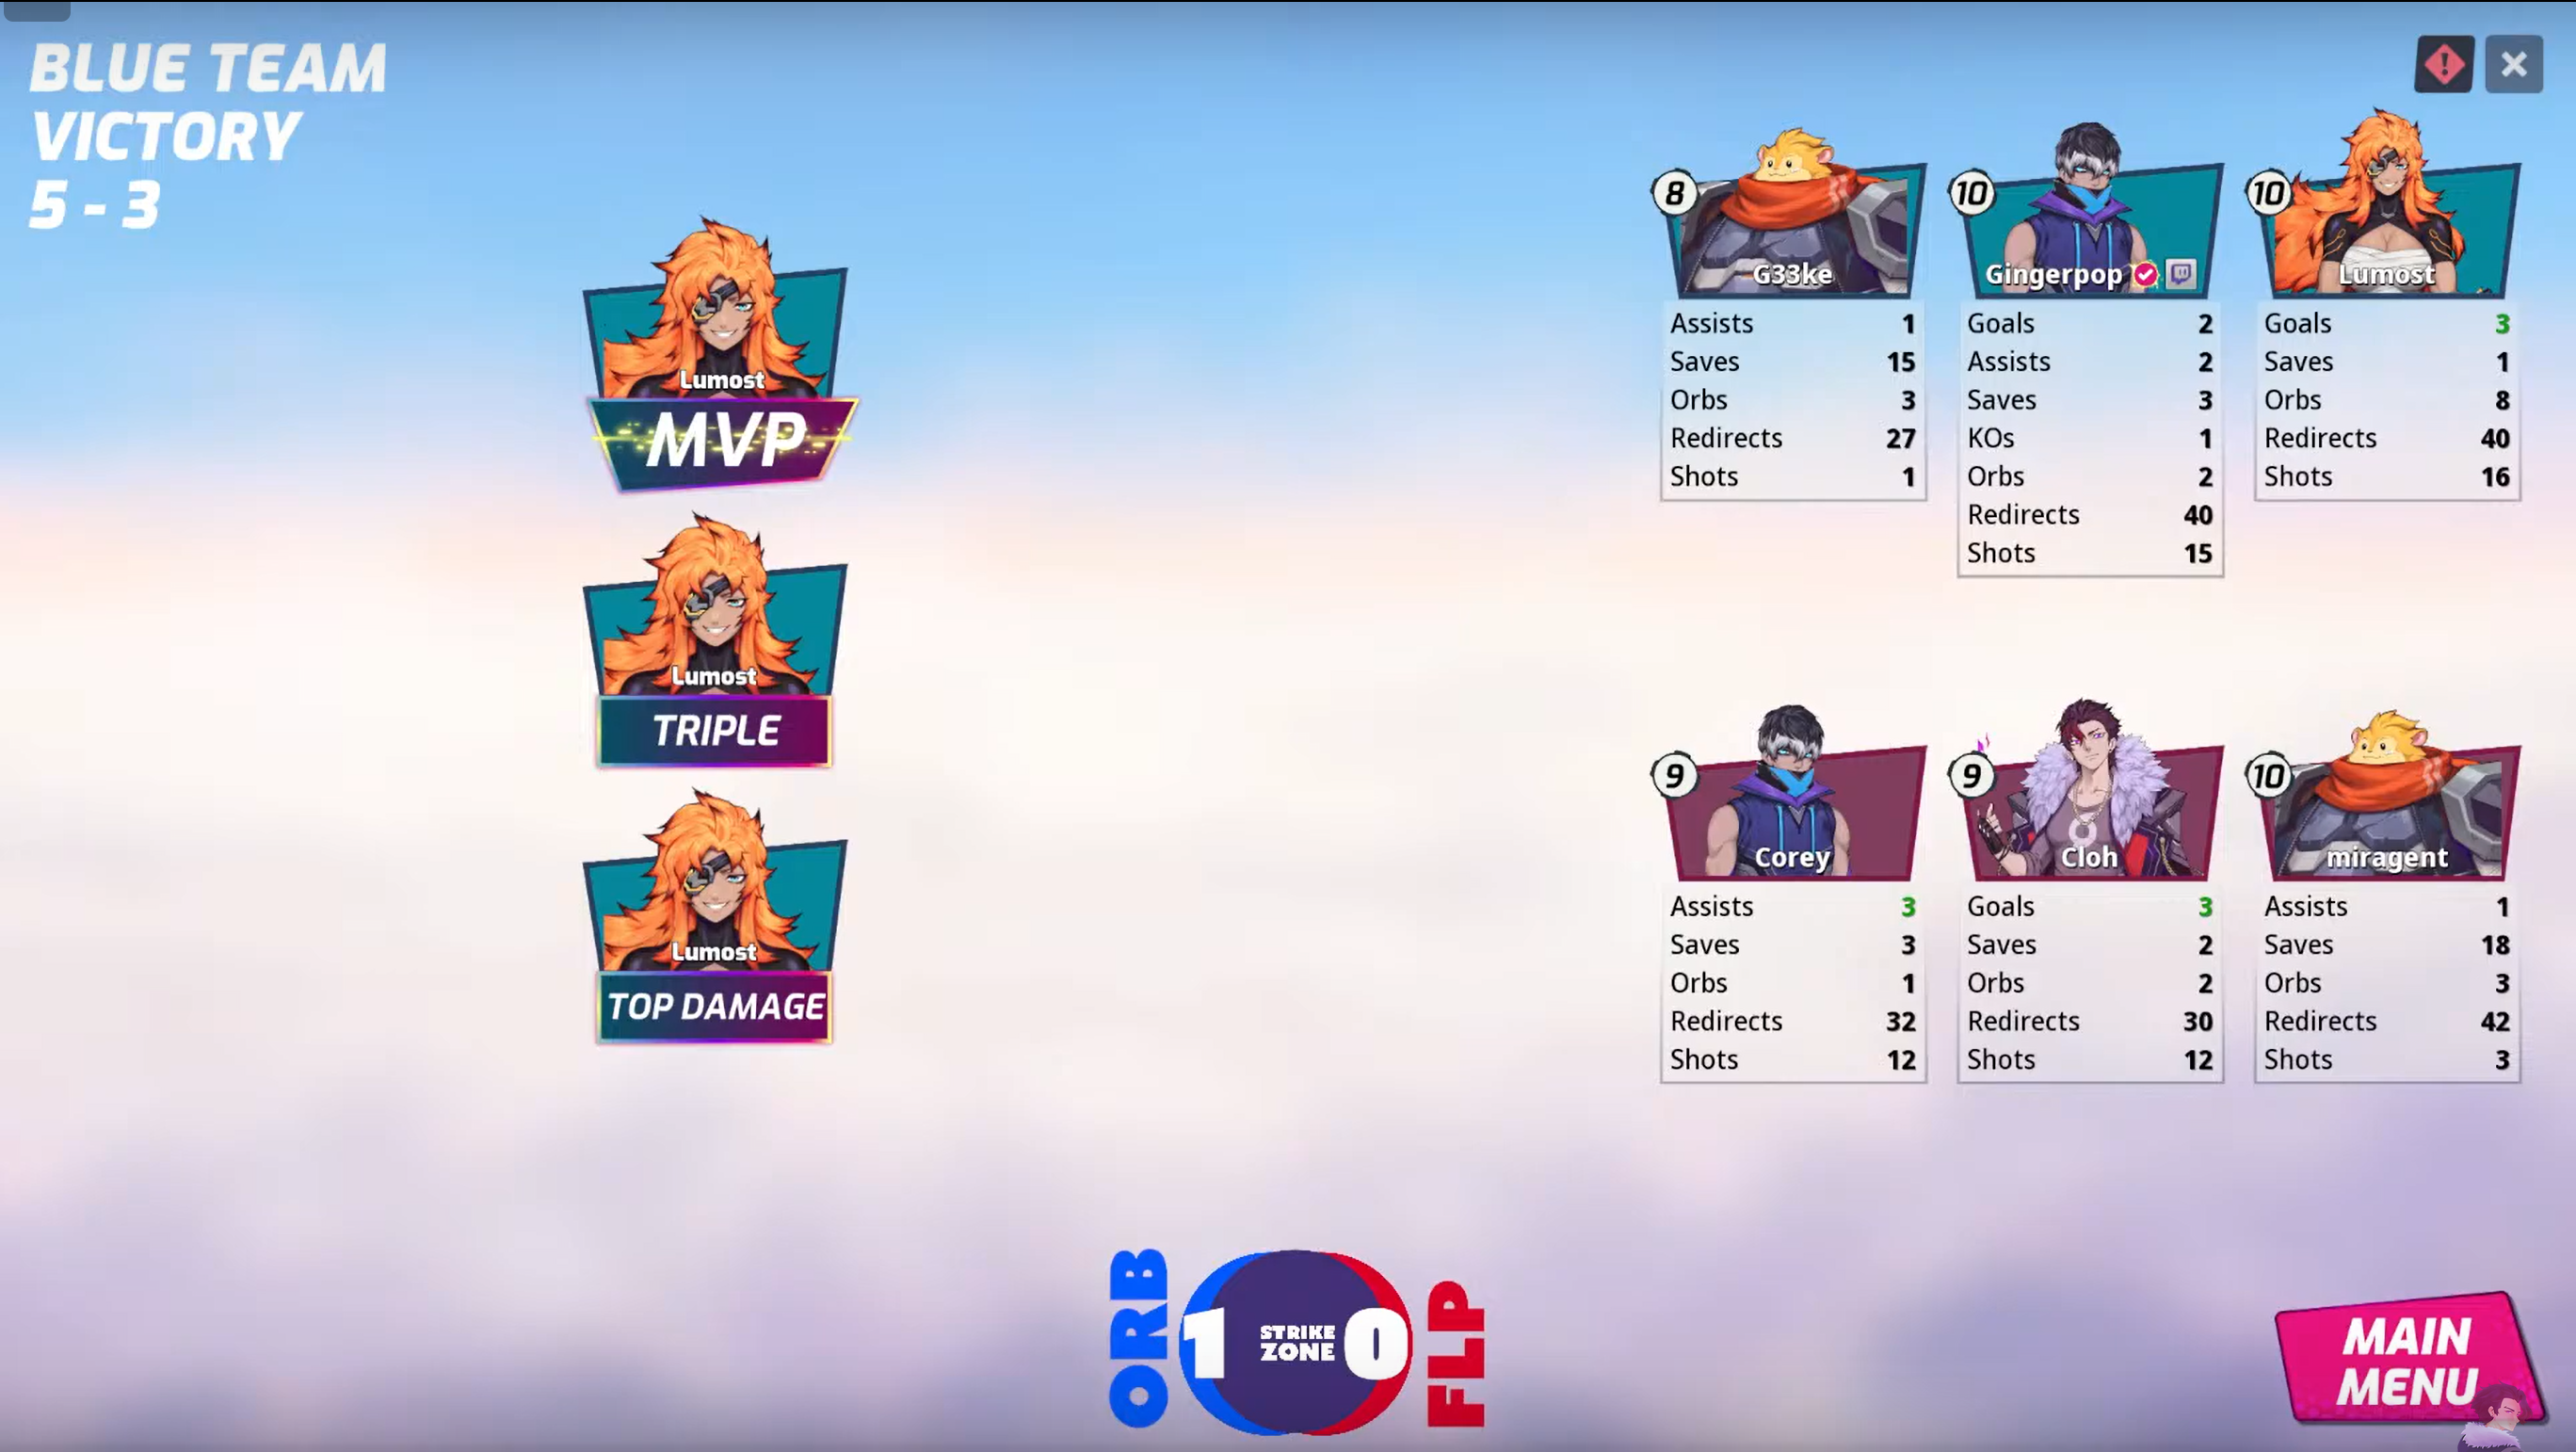 BLUE TEAM
VICTORY
5 - 3
Lumost
MVP
Lumost
TRIPLE
Lumost
TOP DAMAGE
8
G33ke
Assists 1
Saves 15
Orbs 3
Redirects 27
Shots 1
10
Gingerpop
Goals 2
Assists 2
Saves 3
KOs 1
Orbs 2
Redirects 40
Shots 15
10
Lumost
Goals 3
Saves 1
Orbs 8
Redirects 40
Shots 16
9
Corey
Assists 3
Saves 3
Orbs 1
Redirects 32
Shots 12
9
Cloh
Goals 3
Saves 2
Orbs 2
Redirects 30
Shots 12
10
miragent
Assists 1
Saves 18
Orbs 3
Redirects 42
Shots 3
ORB
1
STRIKE
ZONE
0
FLP
MAIN
MENU